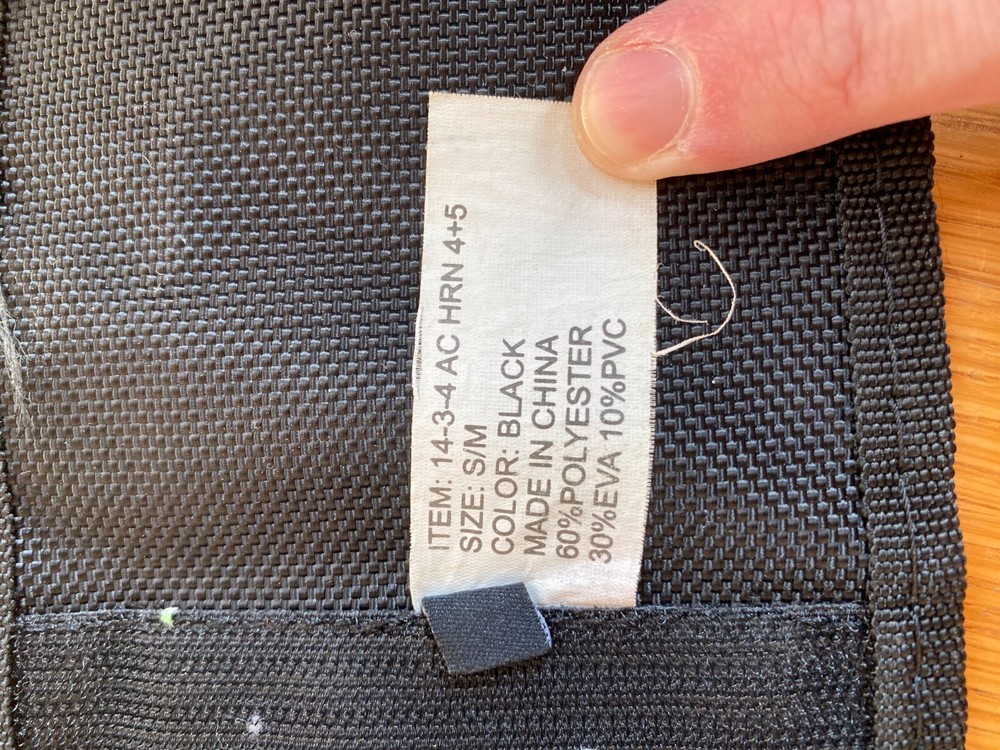 ITEM: 14-3-4 AC HRN 4+5
SIZE: S/M
COLOR: BLACK
MADE IN CHINA
60%POLYESTER
30%EVA 10%PVC